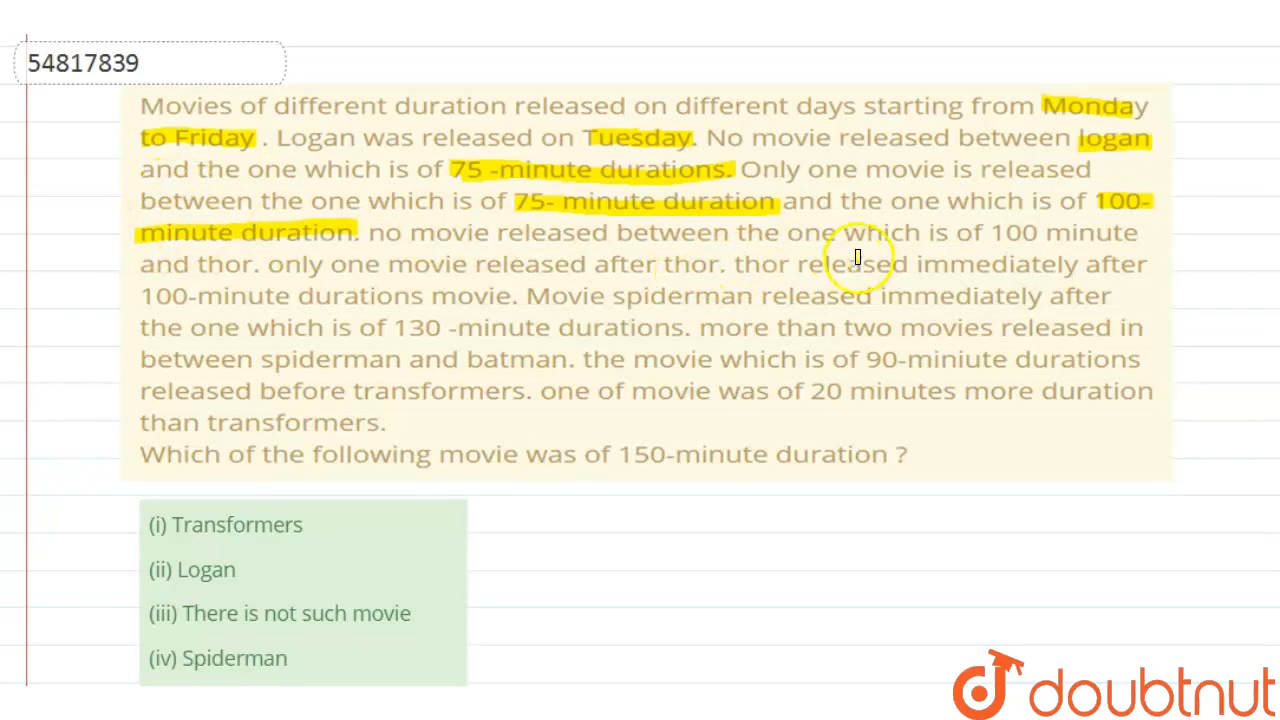 54817839
Movies of different duration released on different days starting from Monday
to Friday . Logan was released on Tuesday. No movie released between logan
and the one which is of 75 -minute durations. Only one movie is released
between the one which is of 75- minute duration and the one which is of 100-
minute duration. no movie released between the one which is of 100 minute
and thor. only one movie released after thor. thor released immediately after
100-minute durations movie. Movie spiderman released immediately after
the one which is of 130 -minute durations. more than two movies released in
between spiderman and batman. the movie which is of 90-miniute durations
released before transformers. one of movie was of 20 minutes more duration
than transformers.
Which of the following movie was of 150-minute duration ?
(i) Transformers
(ii) Logan
(iii) There is not such movie
(iv) Spiderman
doubtnut